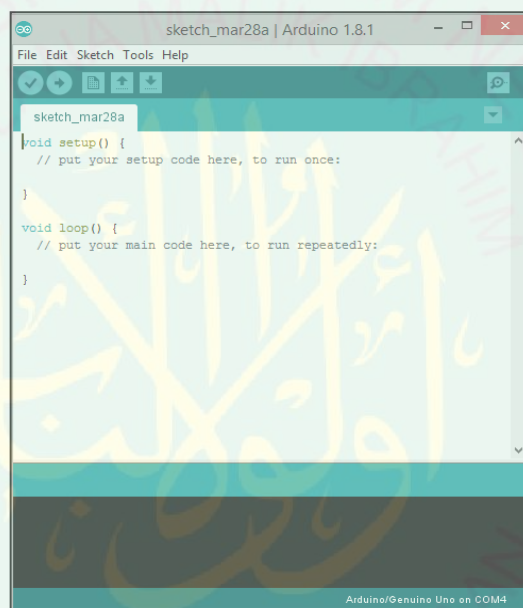 sketch_mar28a | Arduino 1.8.1
File Edit Sketch Tools Help
sketch_mar28a
void setup() {
// put your setup code here, to run once:
}
void loop() {
// put your main code here, to run repeatedly:
}
Arduino/Genuino Uno on COM4